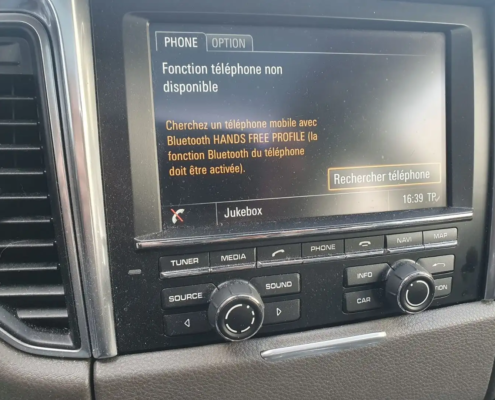 PHONE OPTION
Fonction téléphone non
disponible
Cherchez un téléphone mobile avec
Bluetooth HANDS FREE PROFILE (la
fonction Bluetooth du téléphone
doit être activée).
Rechercher téléphone
Jukebox
16:39 TP
TUNER MEDIA PHONE NAVI MAP
SOURCE SOUND INFO
CAR